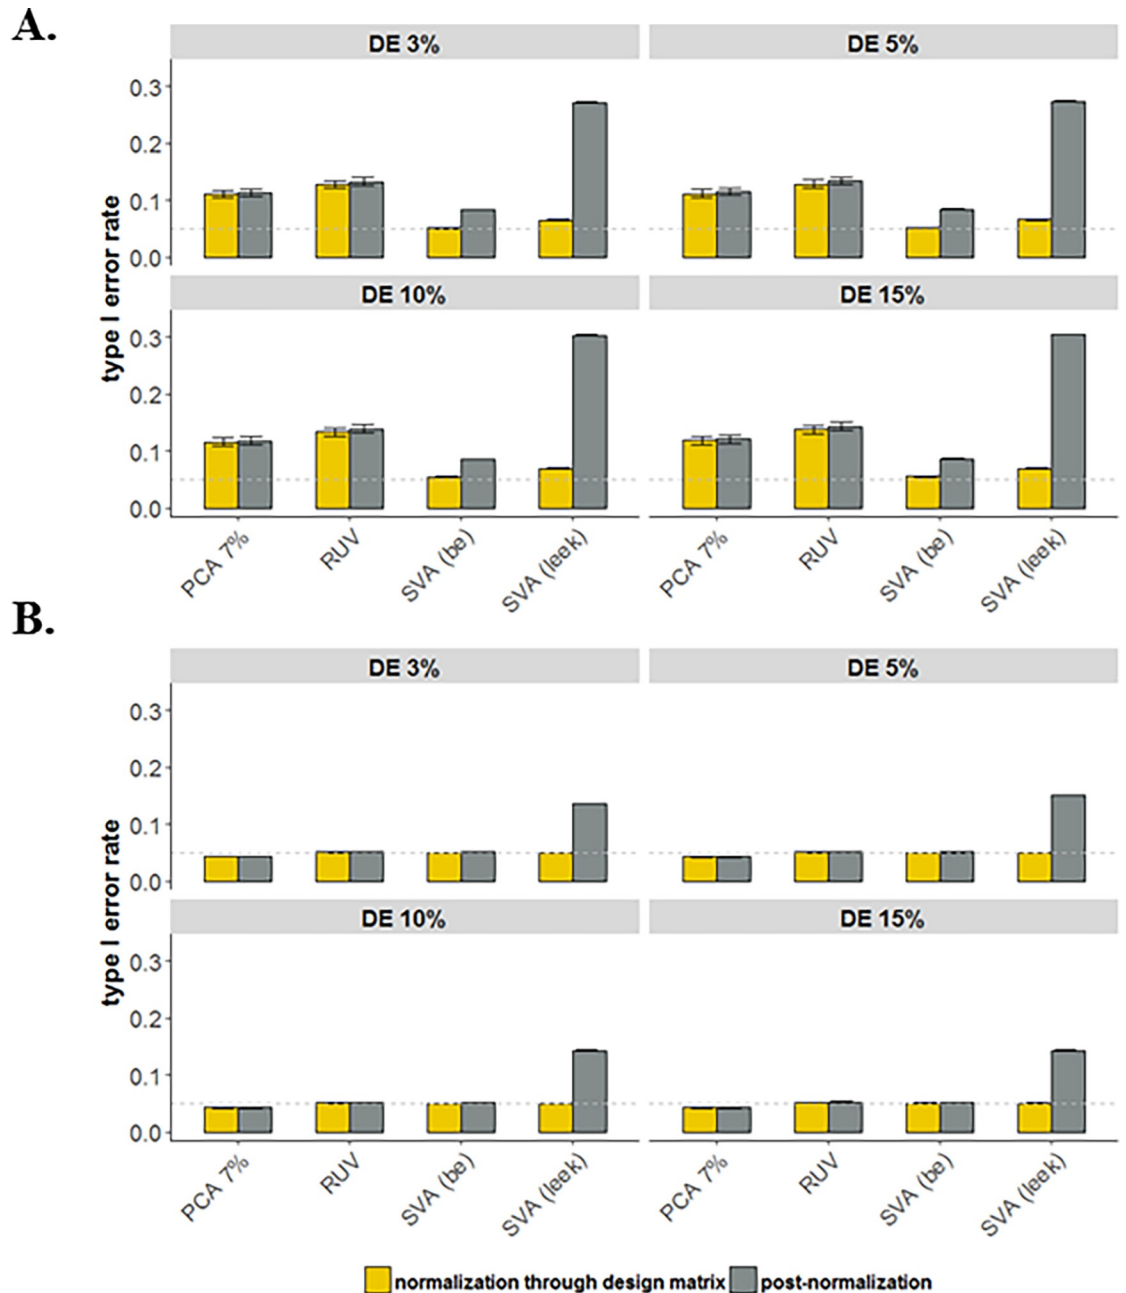 A.
DE 3%
DE 5%
0.3
0.2
0.1
0.0
DE 10%
DE 15%
type I error rate
0.3
0.2
0.1
0.0
PCA 7%
RUV
SVA (be)
SVA (leek)
PCA 7%
RUV
SVA (be)
SVA (leek)
B.
DE 3%
DE 5%
0.3
0.2
0.1
0.0
DE 10%
DE 15%
type I error rate
0.3
0.2
0.1
0.0
PCA 7%
RUV
SVA (be)
SVA (leek)
PCA 7%
RUV
SVA (be)
SVA (leek)
normalization through design matrix
post-normalization